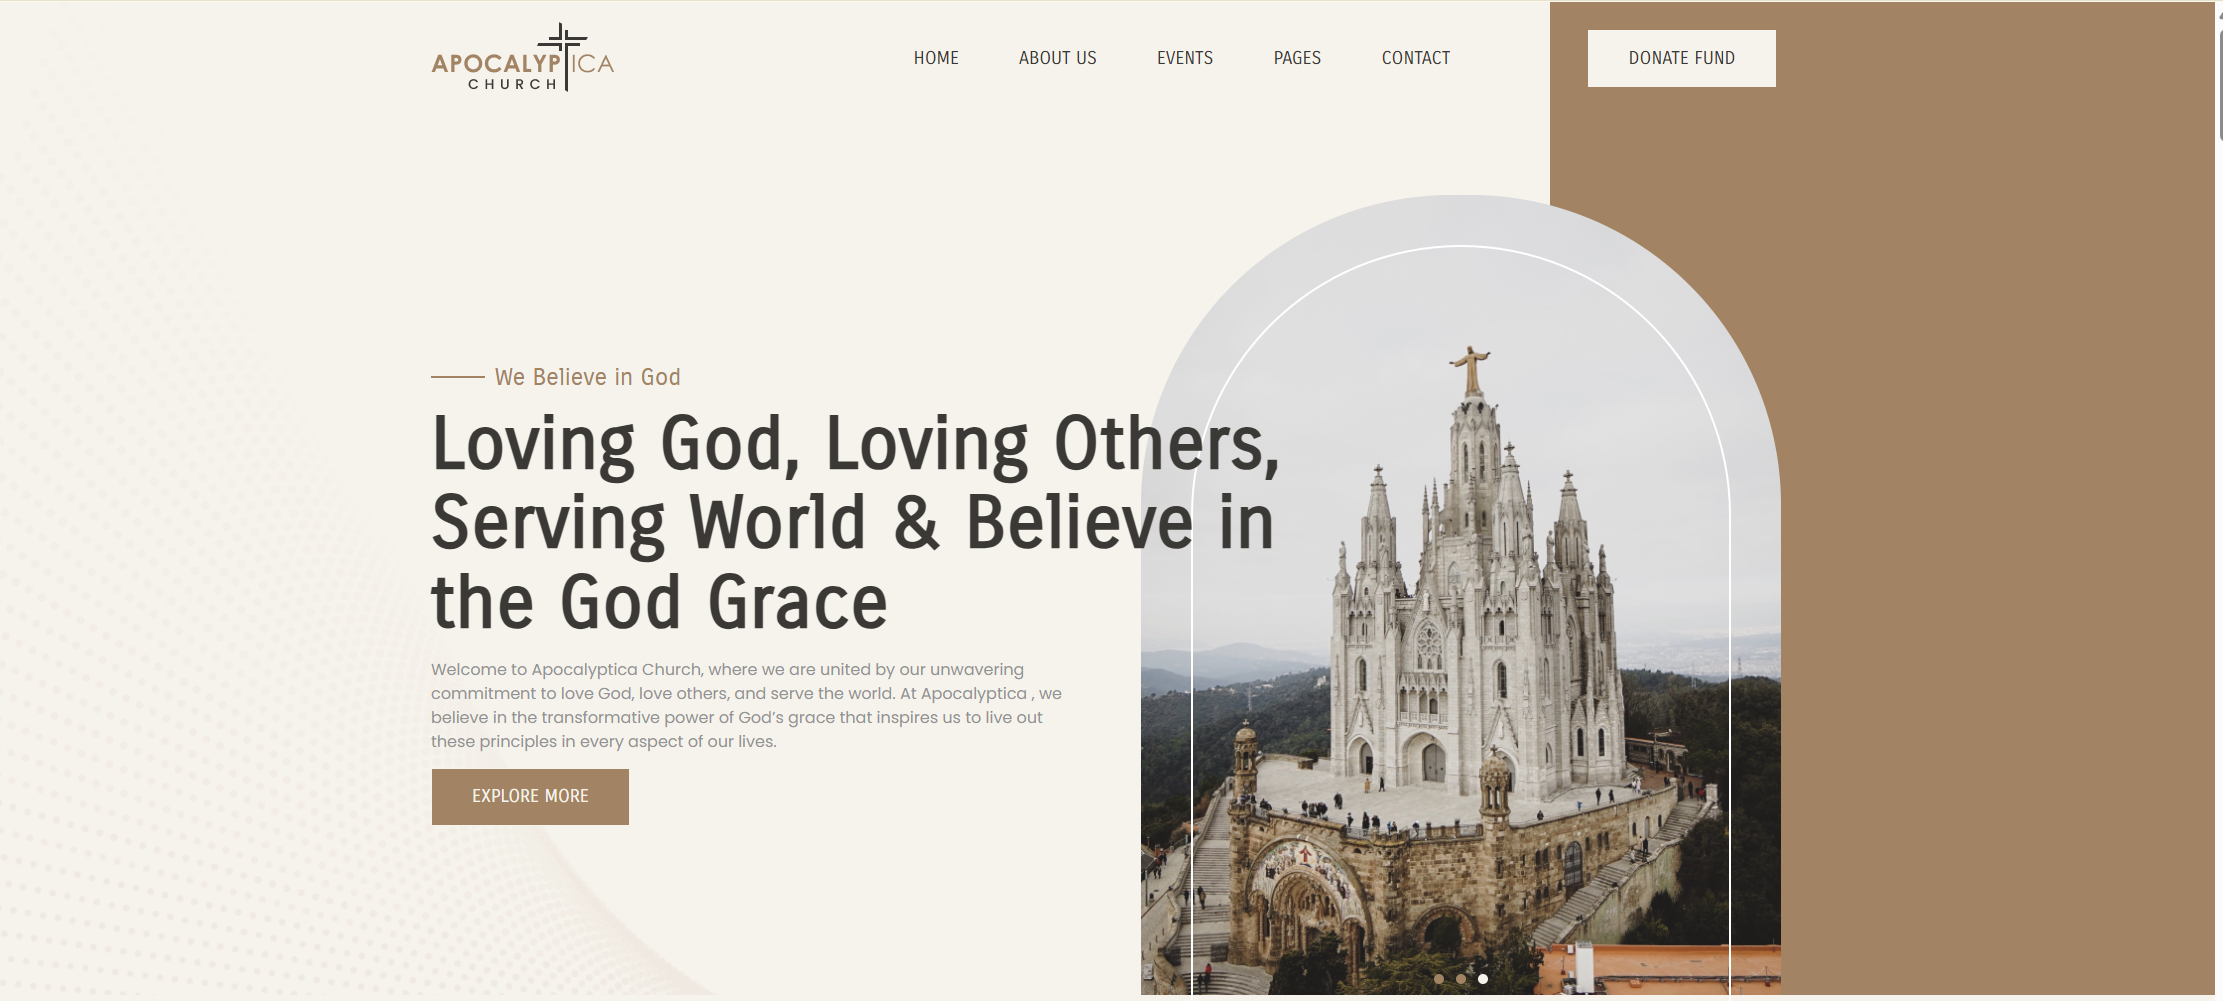 APOCALYPTICA
CHURCH
HOME
ABOUT US
EVENTS
PAGES
CONTACT
DONATE FUND
We Believe in God
Loving God, Loving Others,
Serving World & Believe in
the God Grace
Welcome to Apocalyptica Church, where we are united by our unwavering
commitment to love God, love others, and serve the world. At Apocalyptica , we
believe in the transformative power of God’s grace that inspires us to live out
these principles in every aspect of our lives.
EXPLORE MORE